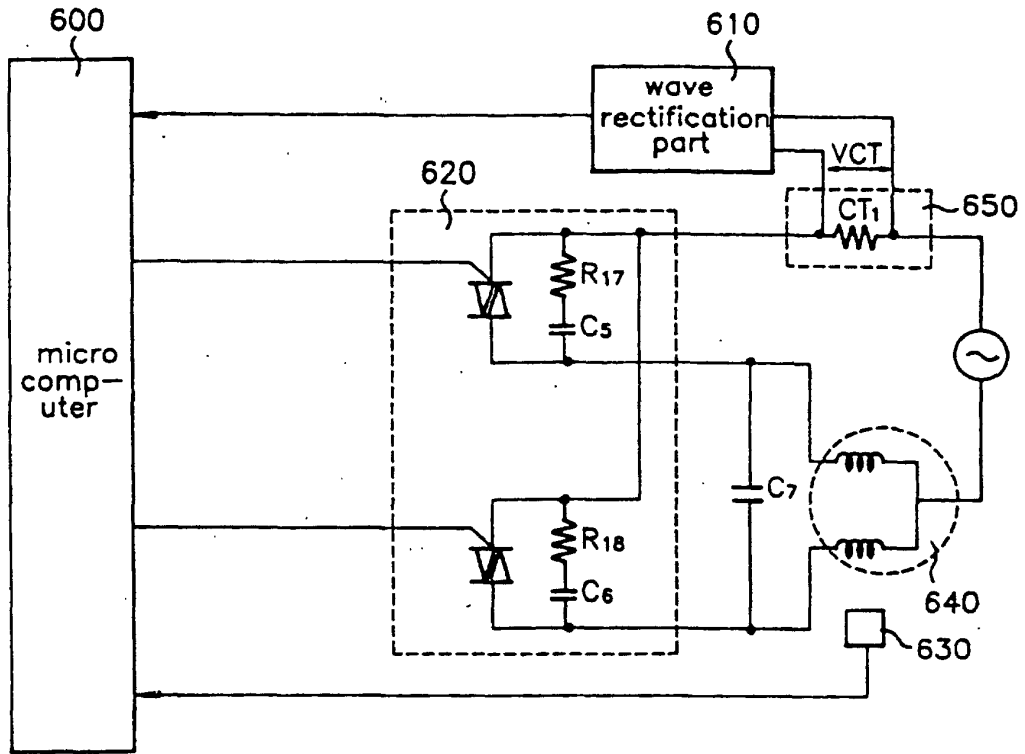 600
610
wave
rectification
part
VCT
620
CT1
650
R17
C5
micro
comp-
uter
C7
R18
C6
640
630